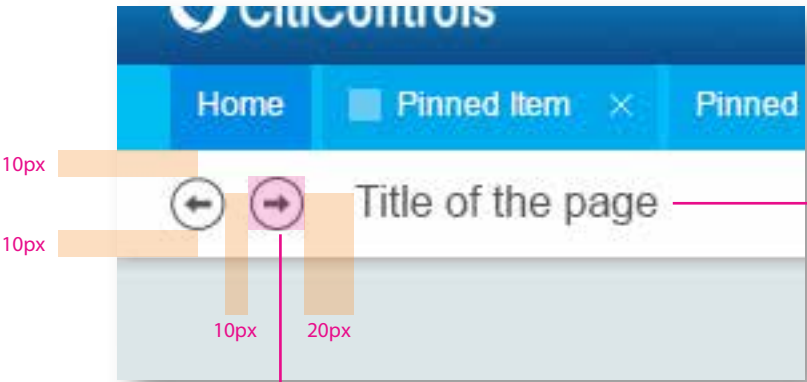 CitiControls
Home Pinned Item Pinned
10px
Title of the page
10px
10px 20px